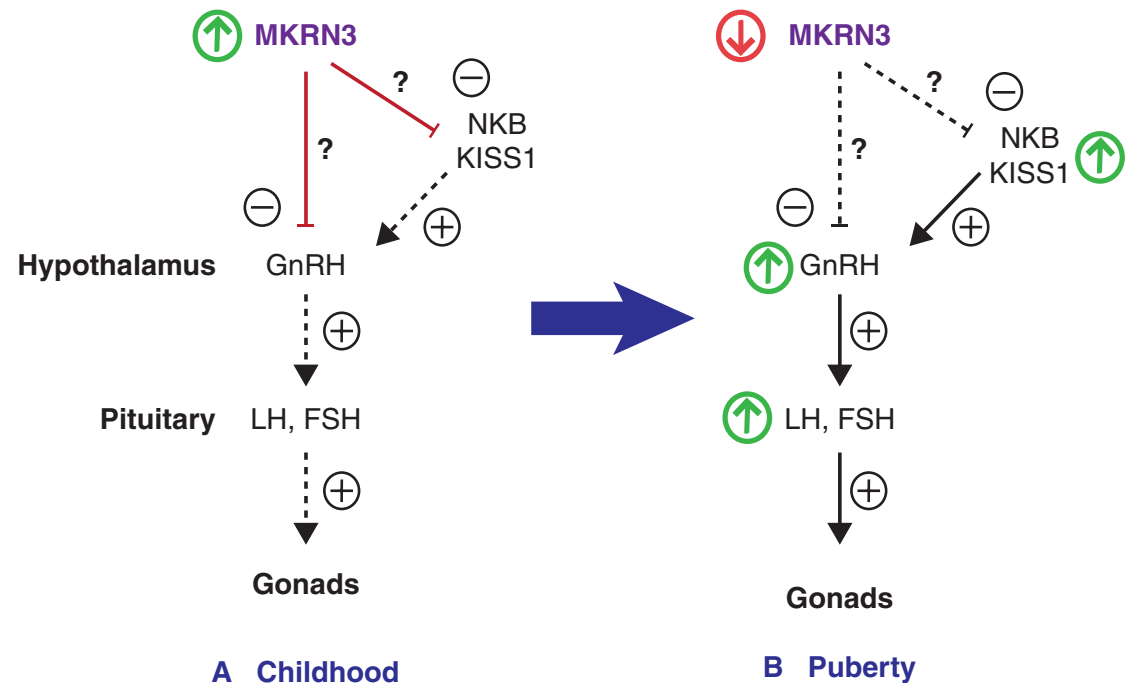 MKRN3
?
−
NKB
KISS1
?
−
+
Hypothalamus GnRH
+
Pituitary LH, FSH
+
Gonads
A Childhood
MKRN3
?
−
NKB
KISS1
?
−
+
GnRH
+
LH, FSH
+
Gonads
B Puberty